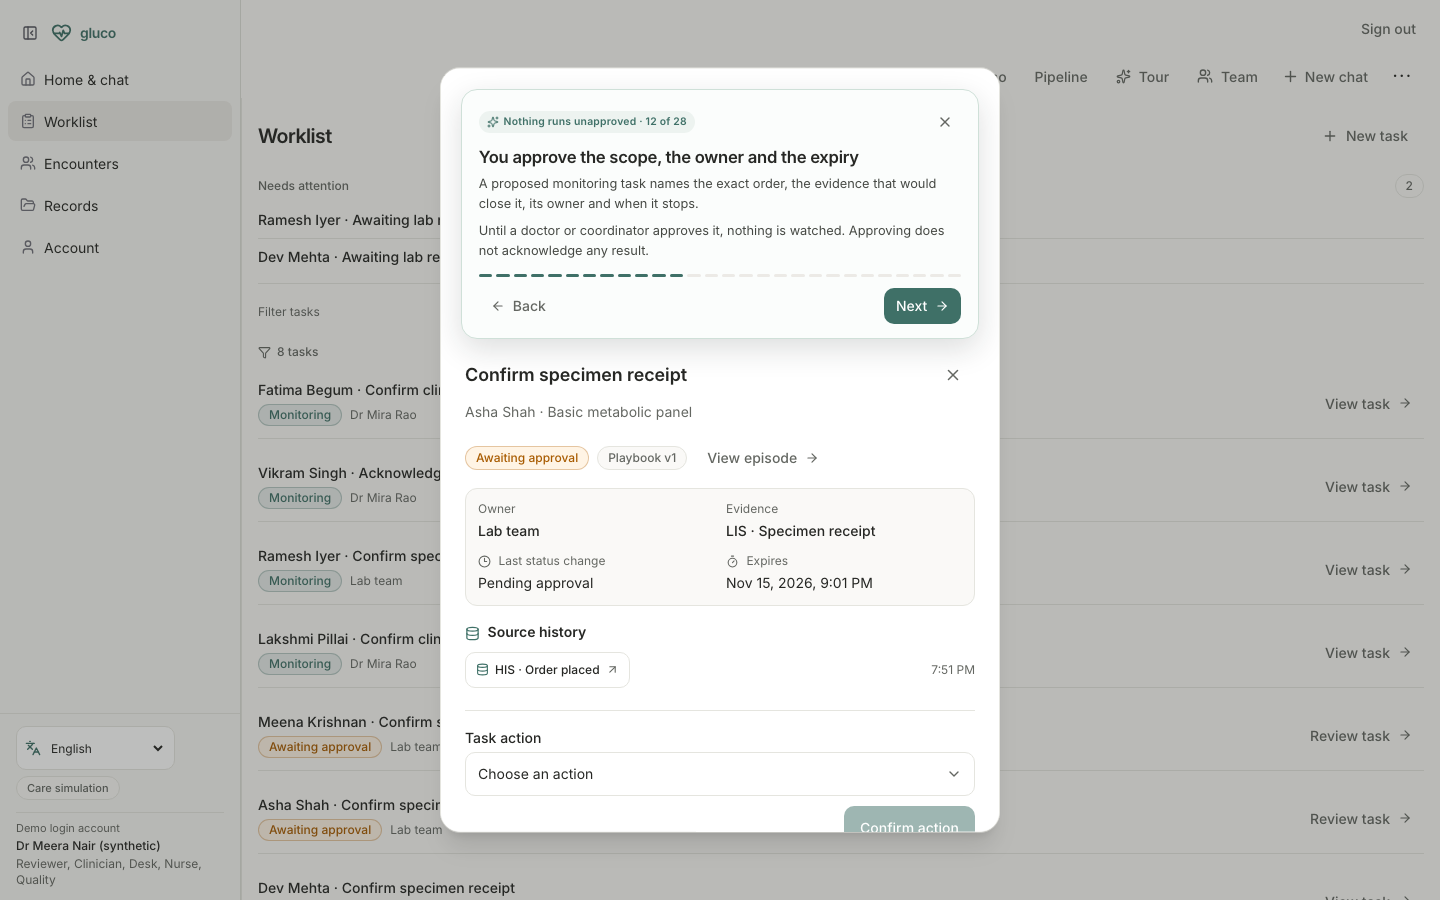 gluco
Home & chat
Worklist
Encounters
Records
Account
English
Care simulation
Demo login account
Dr Meera Nair (synthetic)
Reviewer, Clinician, Desk, Nurse,
Quality
Sign out
Pipeline
Tour
Team
New chat
Worklist
New task
Needs attention
2
Ramesh Iyer · Awaiting lab
Dev Mehta · Awaiting lab
Filter tasks
8 tasks
Fatima Begum · Confirm
Monitoring
Dr Mira Rao
View task
Vikram Singh ·
Monitoring
Dr Mira Rao
View task
Ramesh Iyer · Confirm
Monitoring
Lab team
View task
Lakshmi Pillai · Confirm
Monitoring
Dr Mira Rao
View task
Meena Krishnan · Confirm
Awaiting approval
Lab team
Review task
Asha Shah · Confirm
Awaiting approval
Lab team
Review task
Dev Mehta · Confirm specimen receipt
Nothing runs unapproved · 12 of 28
You approve the scope, the owner and the expiry
A proposed monitoring task names the exact order, the evidence that would
close it, its owner and when it stops.
Until a doctor or coordinator approves it, nothing is watched. Approving does
not acknowledge any result.
Back
Next
Confirm specimen receipt
Asha Shah · Basic metabolic panel
Awaiting approval
Playbook v1
View episode
Owner
Lab team
Evidence
LIS · Specimen receipt
Last status change
Pending approval
Expires
Nov 15, 2026, 9:01 PM
Source history
HIS · Order placed
7:51 PM
Task action
Choose an action
Confirm action